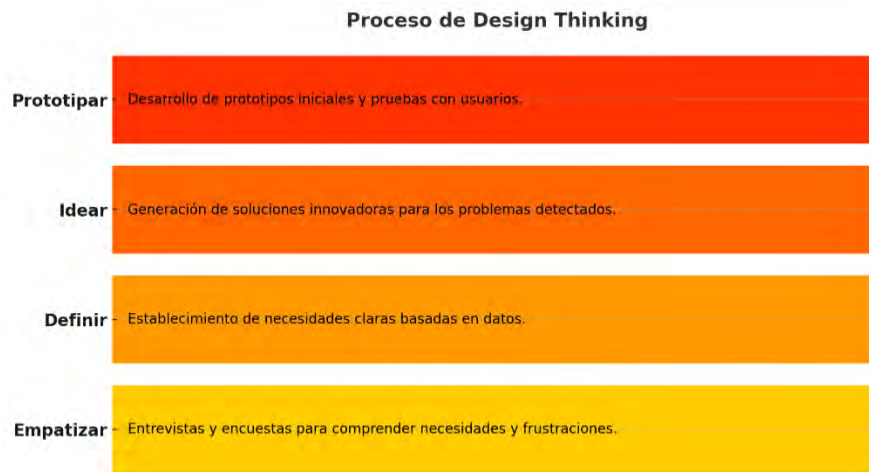 Proceso de Design Thinking
Prototipar
Desarrollo de prototipos iniciales y pruebas con usuarios.
Idear
Generación de soluciones innovadoras para los problemas detectados.
Definir
Establecimiento de necesidades claras basadas en datos.
Empatizar
Entrevistas y encuestas para comprender necesidades y frustraciones.